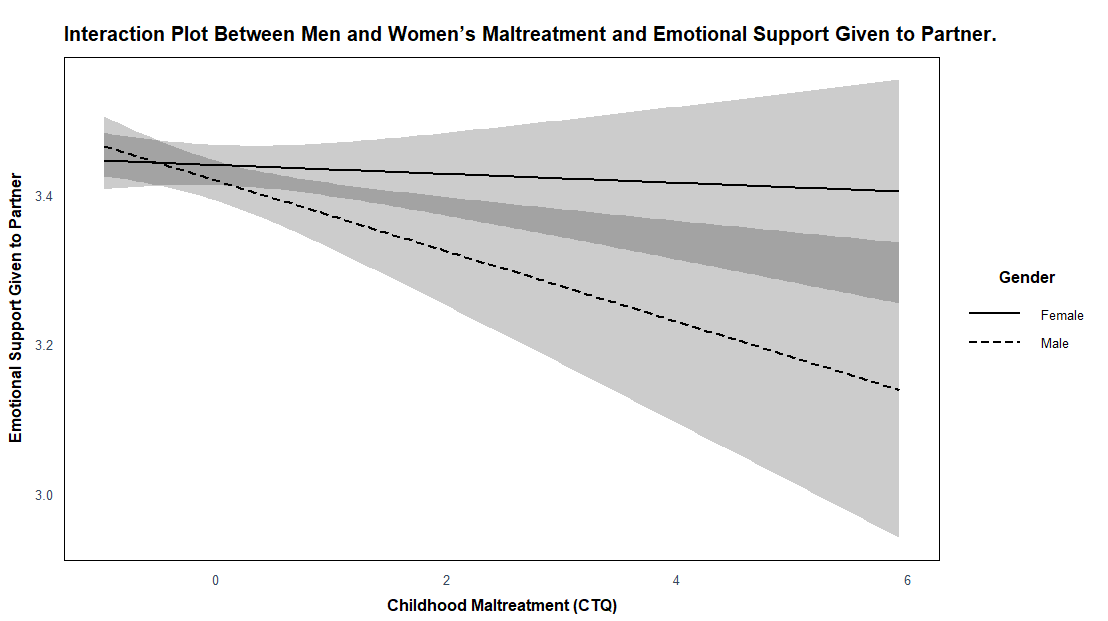 Interaction Plot Between Men and Women’s Maltreatment and Emotional Support Given to Partner.
Emotional Support Given to Partner
3.4
3.2
3.0
0 2 4 6
Childhood Maltreatment (CTQ)
Gender
Female
Male